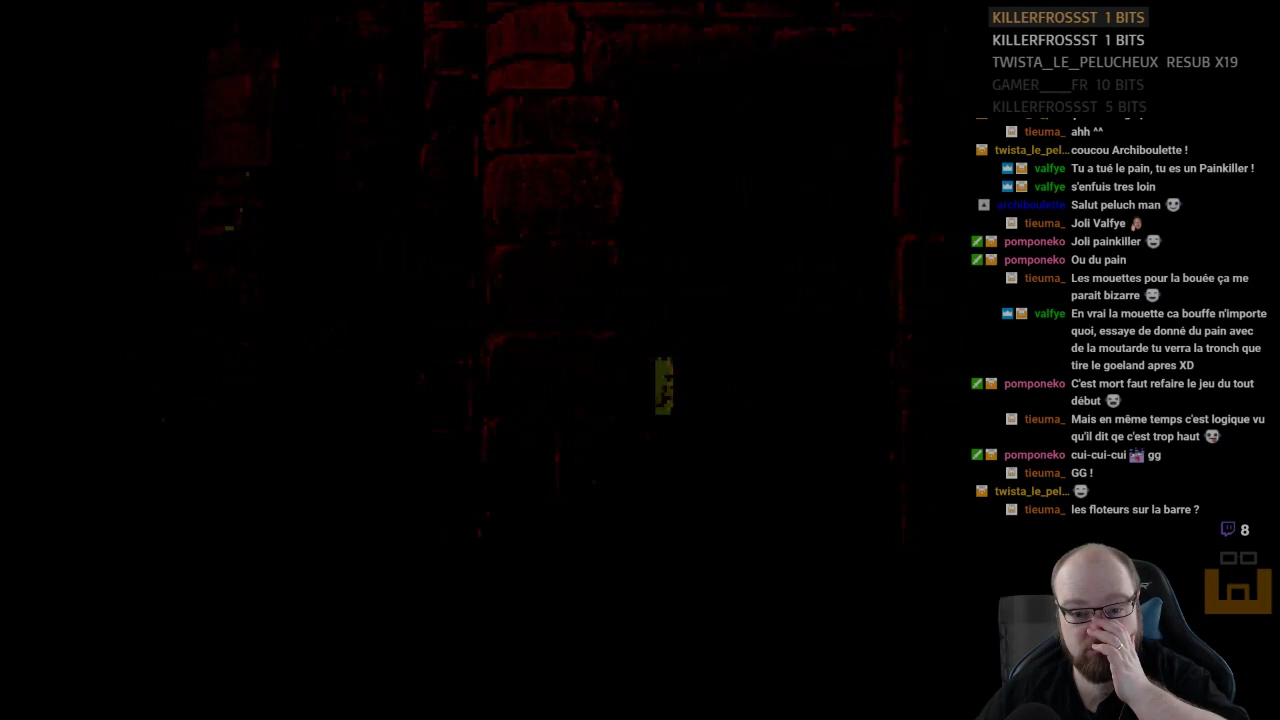 KILLERFROSSST 1 BITS
KILLERFROSSST 1 BITS
TWISTA_LE_PELUCHEUX RESUB X19
GAMER___FR 10 BITS
KILLERFROSSST 5 BITS
tieuma_ ahh ^^
twista_le_pel... coucou Archiboulette !
valfye Tu a tué le pain, tu es un Painkiller !
valfye s'enfuis tres loin
archiboulette Salut peluch man
tieuma_ Joli Valfye
pomponeko Joli painkiller
pomponeko Ou du pain
tieuma_ Les mouettes pour la bouée ça me
parait bizarre
valfye En vrai la mouette ca bouffe n'importe
quoi, essaye de donné du pain avec
de la moutarde tu verra la tronch que
tire le goeland apres XD
pomponeko C'est mort faut refaire le jeu du tout
début
tieuma_ Mais en même temps c'est logique vu
qu'il dit qe c'est trop haut
pomponeko cui-cui-cui gg
tieuma_ GG !
twista_le_pel...
tieuma_ les floteurs sur la barre ?
8